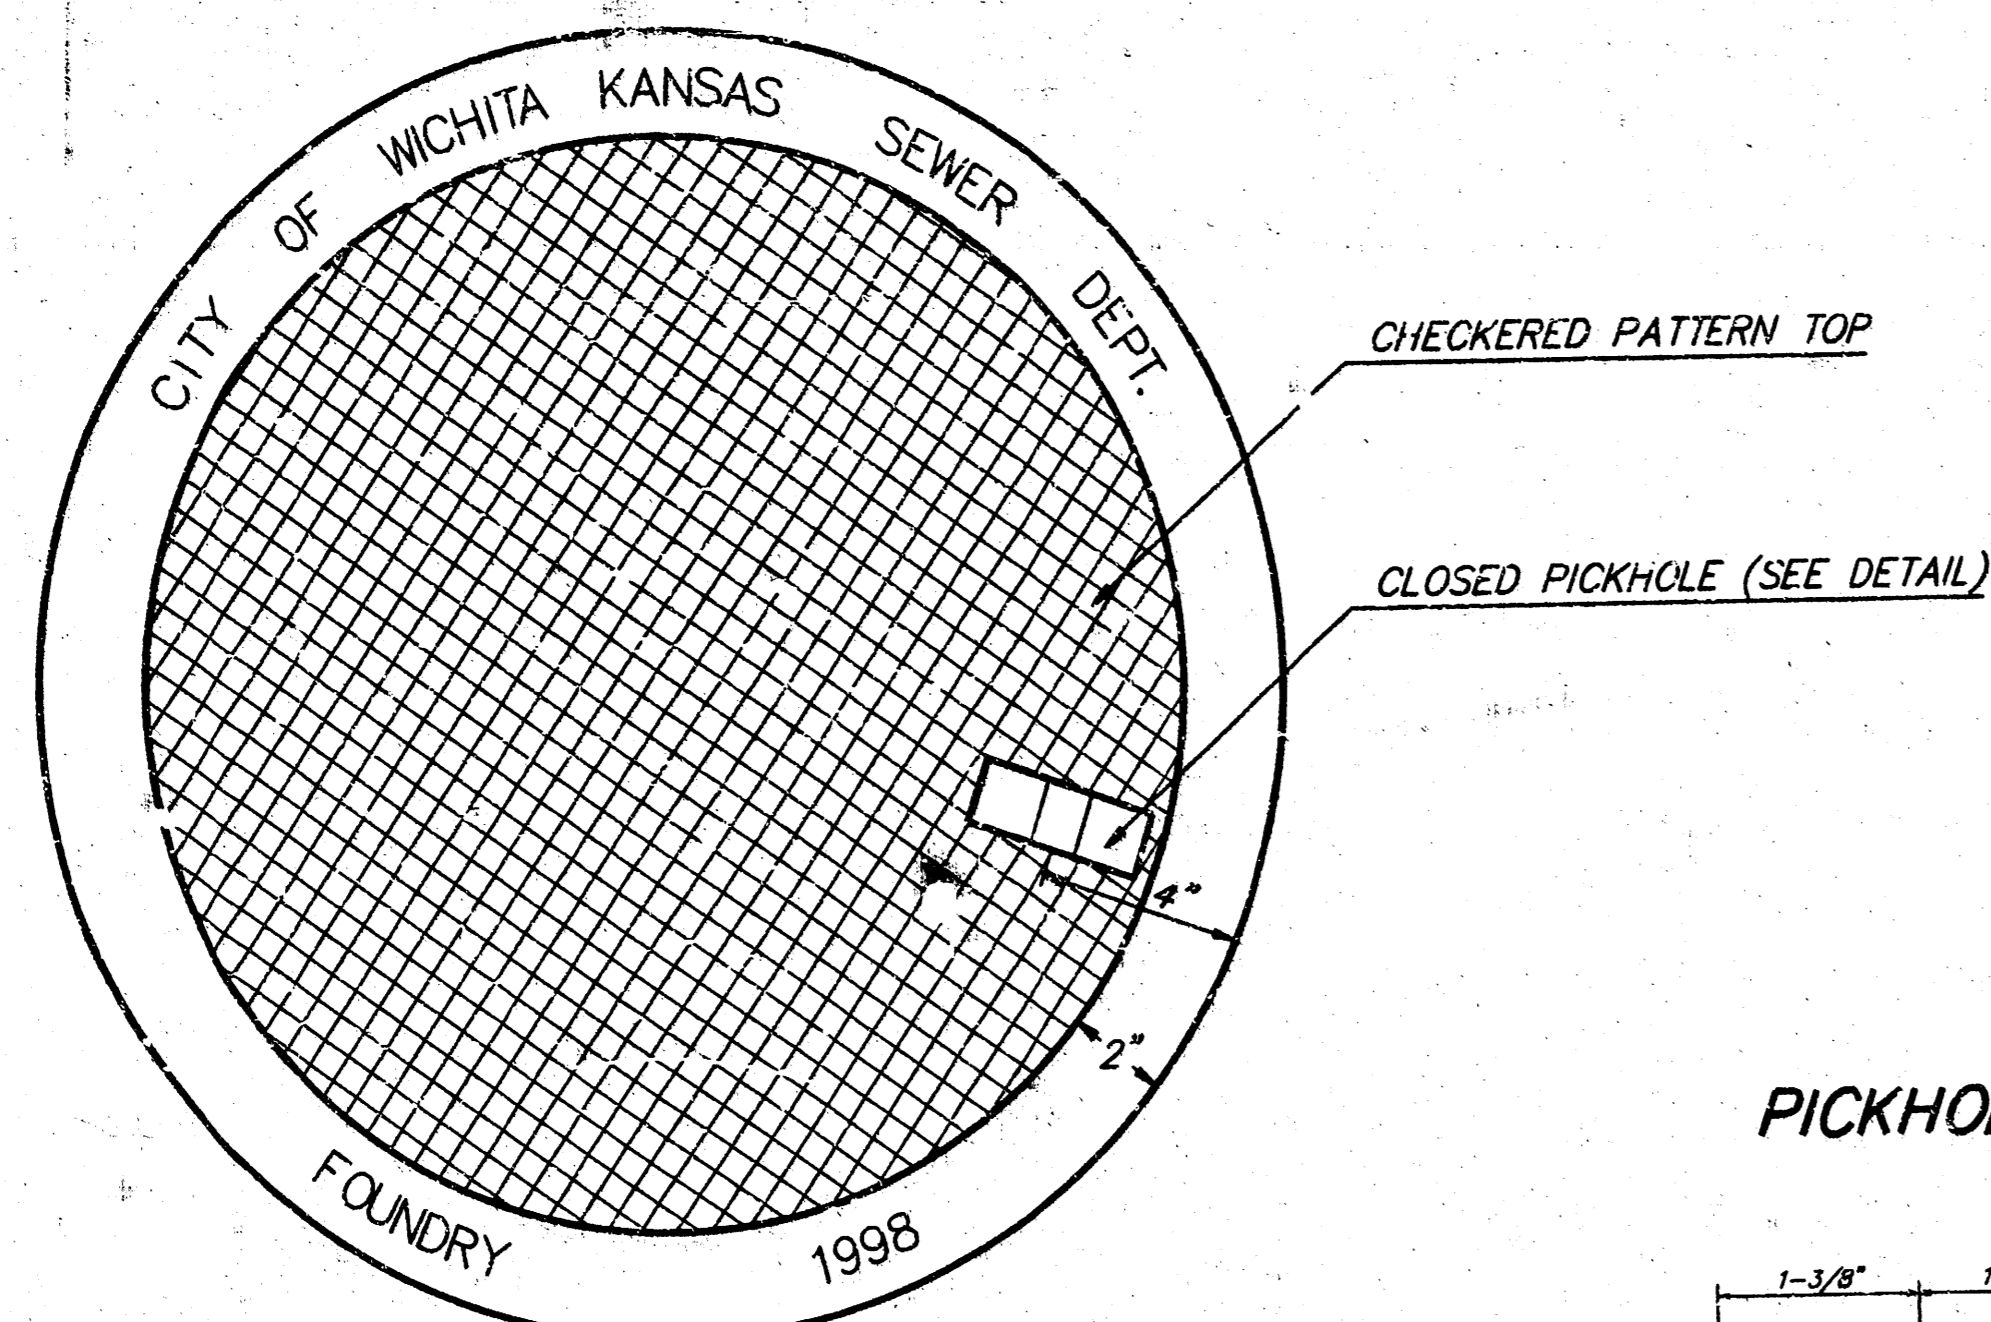 CITY OF WICHITA KANSAS SEWER DEPT.
CHECKERED PATTERN TOP
CLOSED PICKHOLE (SEE DETAIL)
4"
2"
FOUNDRY 1998
1-3/8"